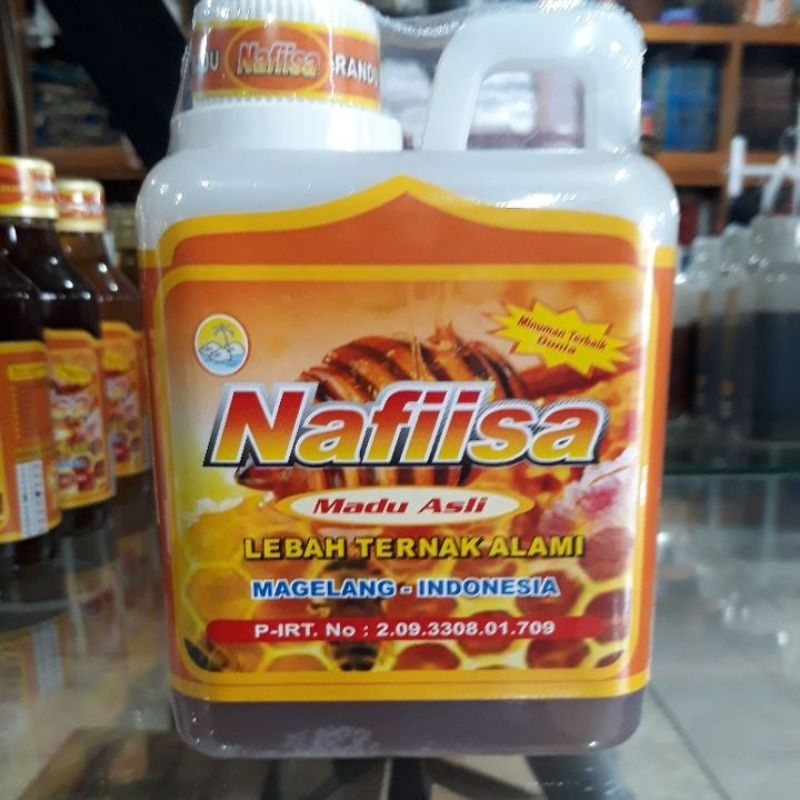 Nafiisa
RANDU
Minuman Terbaik
Dunia
Nafiisa
Madu Asli
LEBAH TERNAK ALAMI
MAGELANG - INDONESIA
P-IRT. No : 2.09.3308.01.709